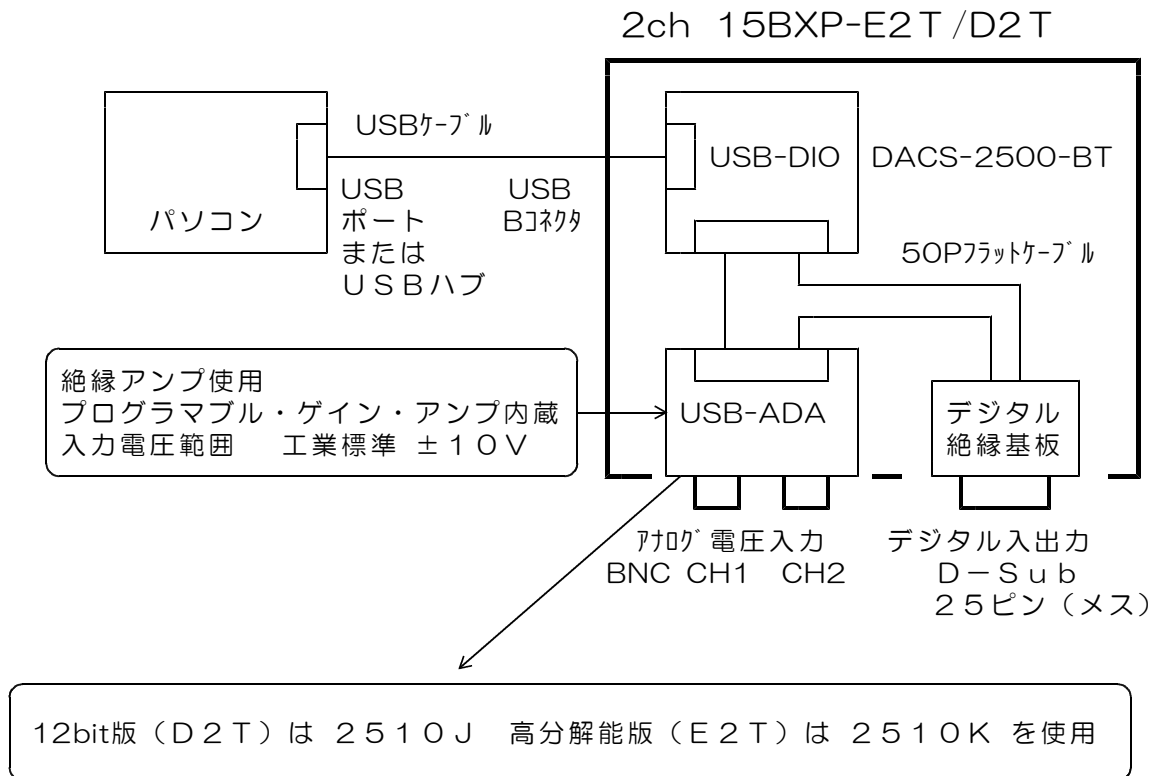 2ch 15BXP-E2T/D2T
USBｹｰﾌﾞﾙ
USB-DIO
DACS-2500-BT
パソコン
USB
ポート
または
ＵＳＢハブ
USB
Bｺﾈｸﾀ
50Pﾌﾗｯﾄｹｰﾌﾞﾙ
絶縁アンプ使用
プログラマブル・ゲイン・アンプ内蔵
入力電圧範囲　工業標準 ±１０Ｖ
USB-ADA
デジタル
絶縁基板
ｱﾅﾛｸﾞ電圧入力
BNC CH1　CH2
デジタル入出力
Ｄ－Ｓｕｂ
２５ピン（メス）
12bit版（Ｄ２Ｔ）は ２５１０Ｊ　高分解能版（Ｅ２Ｔ）は ２５１０Ｋ を使用